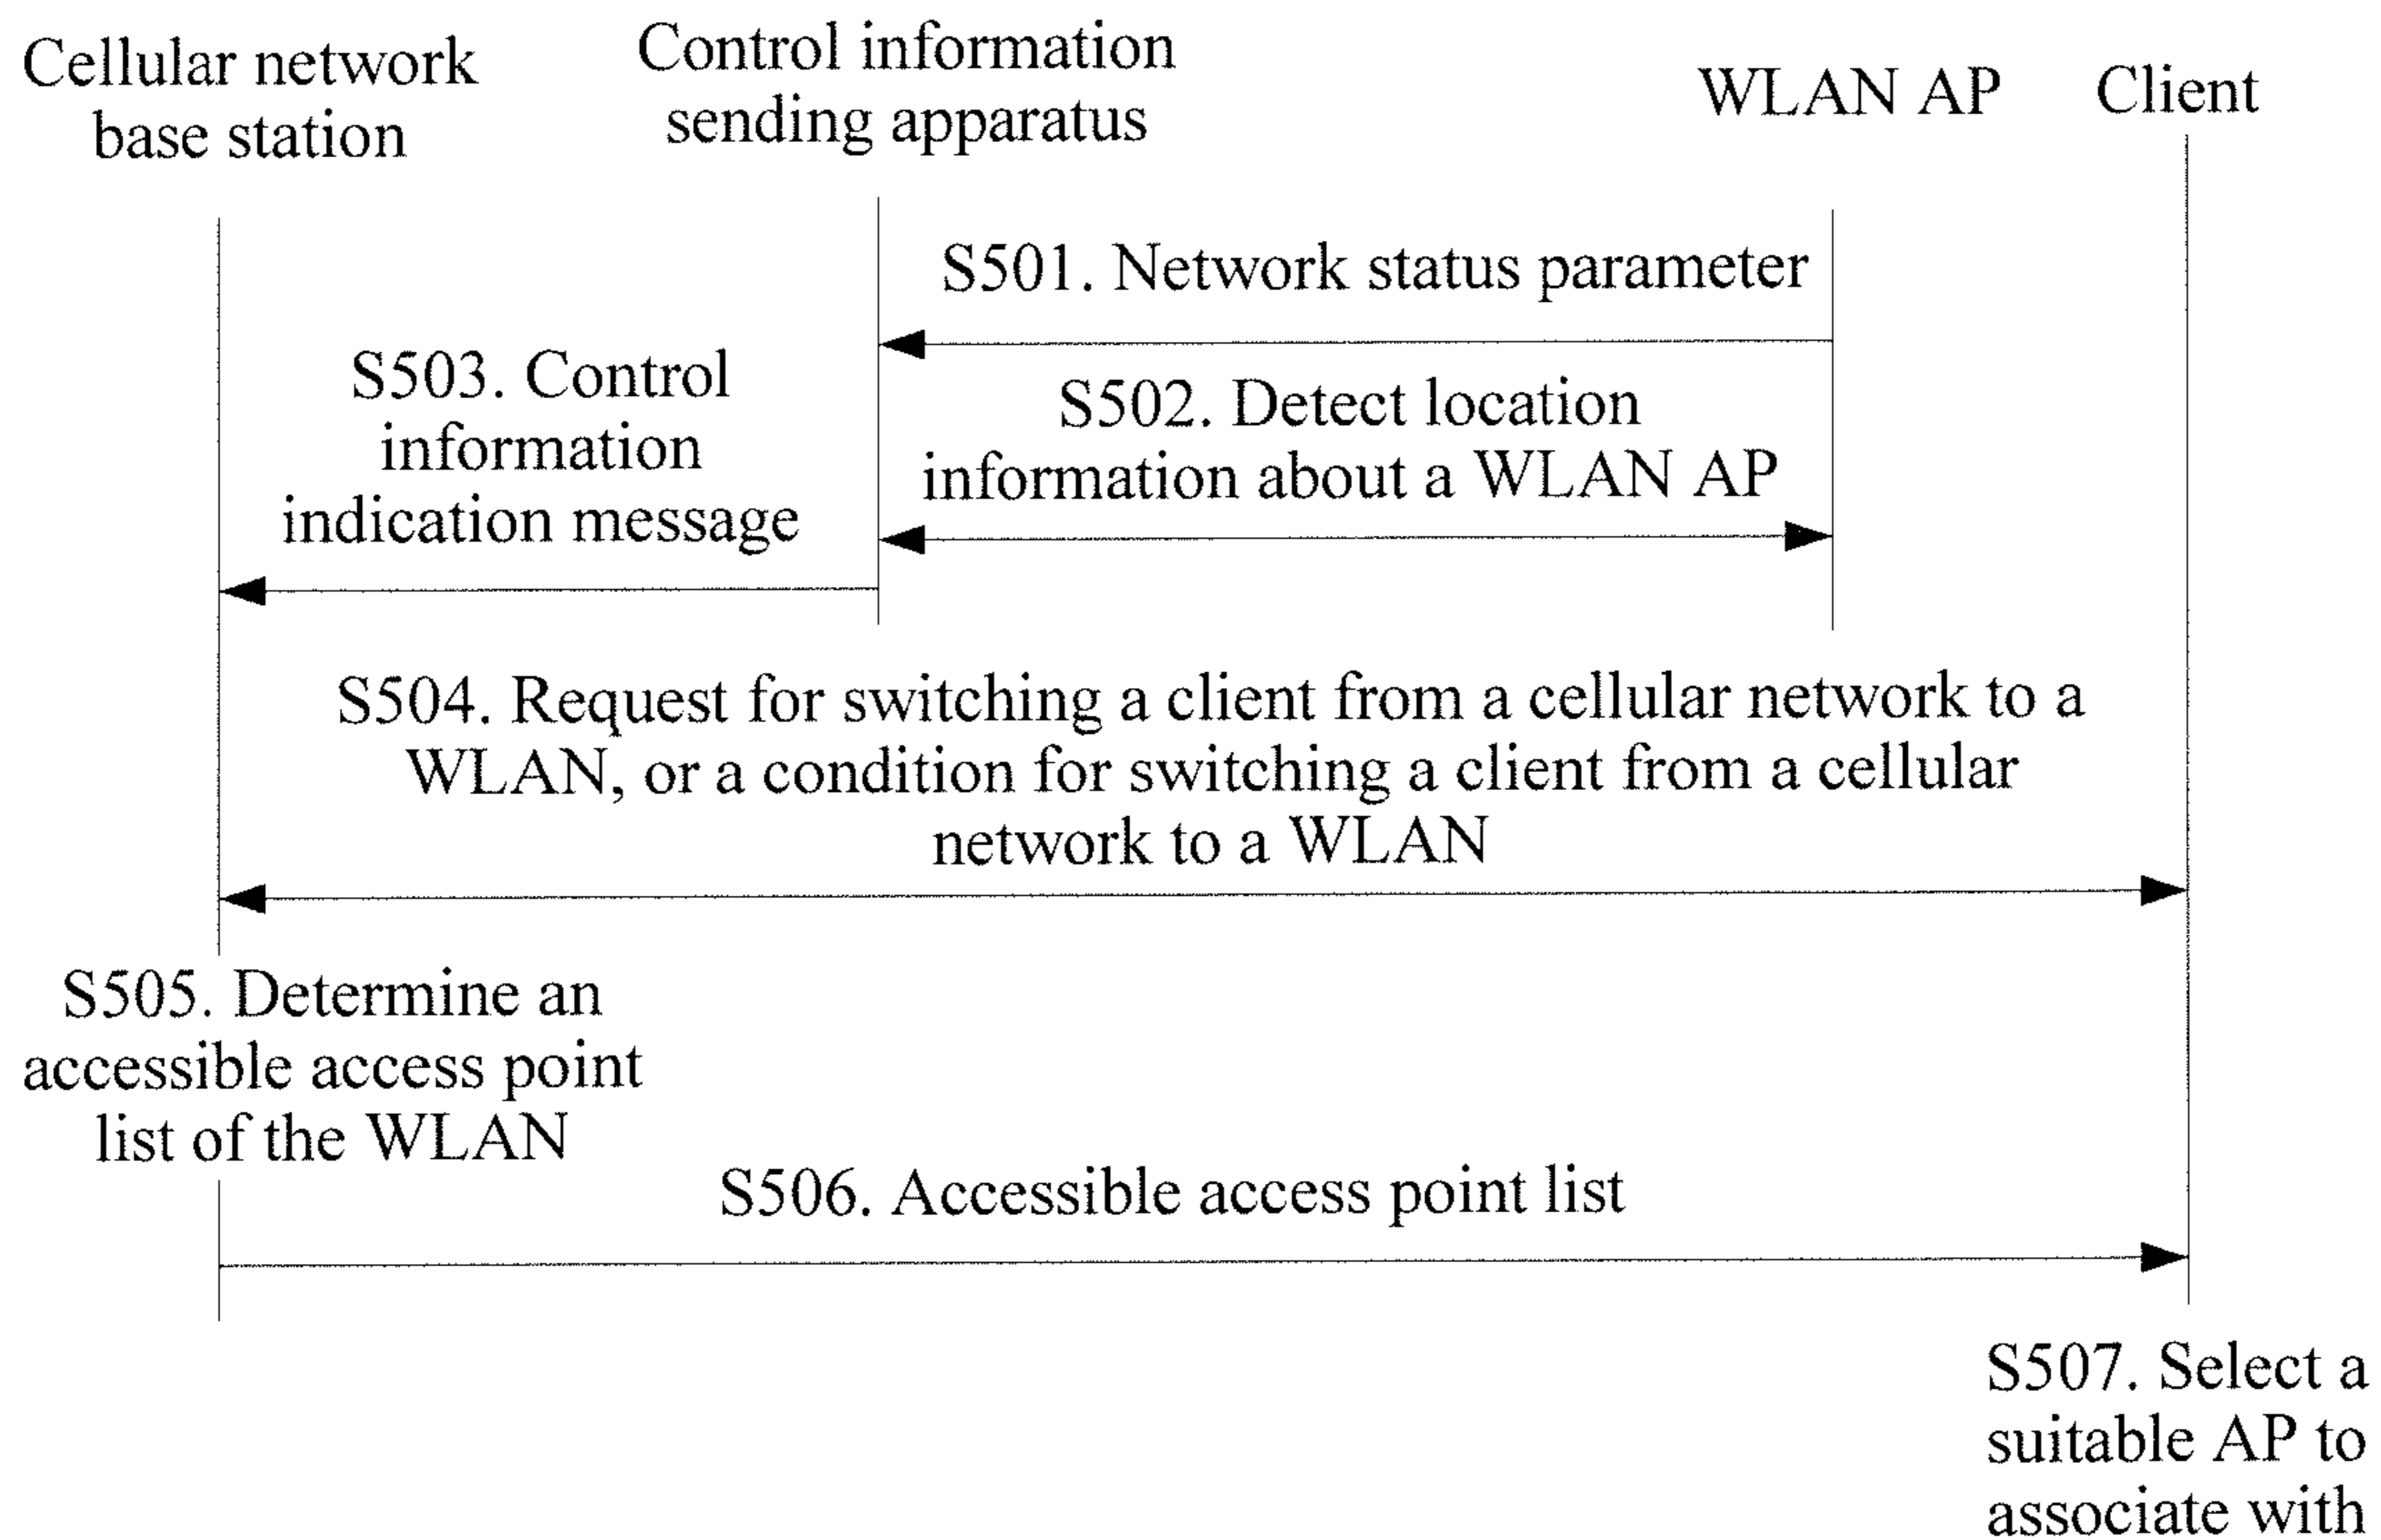 Cellular network
base station
Control information
sending apparatus
WLAN AP
Client
S501. Network status parameter
S502. Detect location
information about a WLAN AP
S503. Control
information
indication message
S504. Request for switching a client from a cellular network to a
WLAN, or a condition for switching a client from a cellular
network to a WLAN
S505. Determine an
accessible access point
list of the WLAN
S506. Accessible access point list
S507. Select a
suitable AP to
associate with